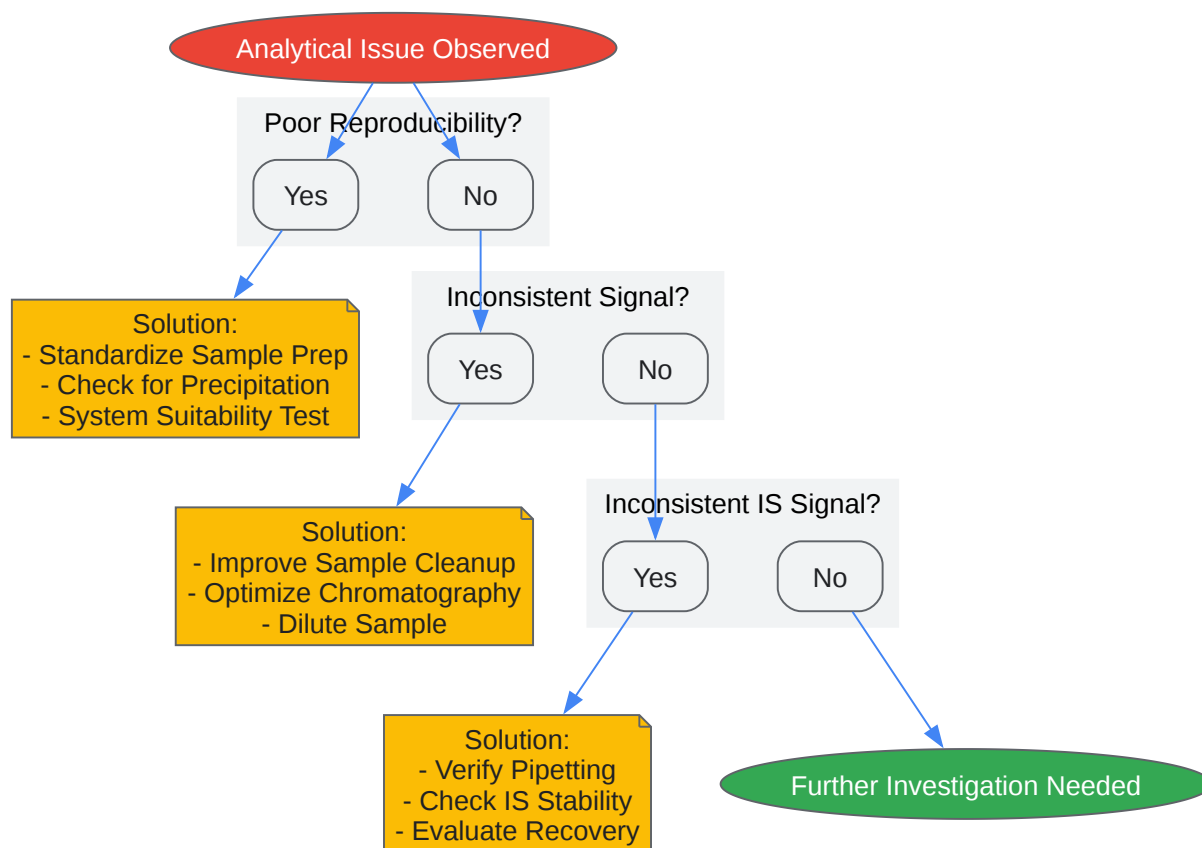 Analytical Issue Observed
Poor Reproducibility?
Yes
No
Solution:
- Standardize Sample Prep
- Check for Precipitation
- System Suitability Test
Inconsistent Signal?
Yes
No
Solution:
- Improve Sample Cleanup
- Optimize Chromatography
- Dilute Sample
Inconsistent IS Signal?
Yes
No
Solution:
- Verify Pipetting
- Check IS Stability
- Evaluate Recovery
Further Investigation Needed